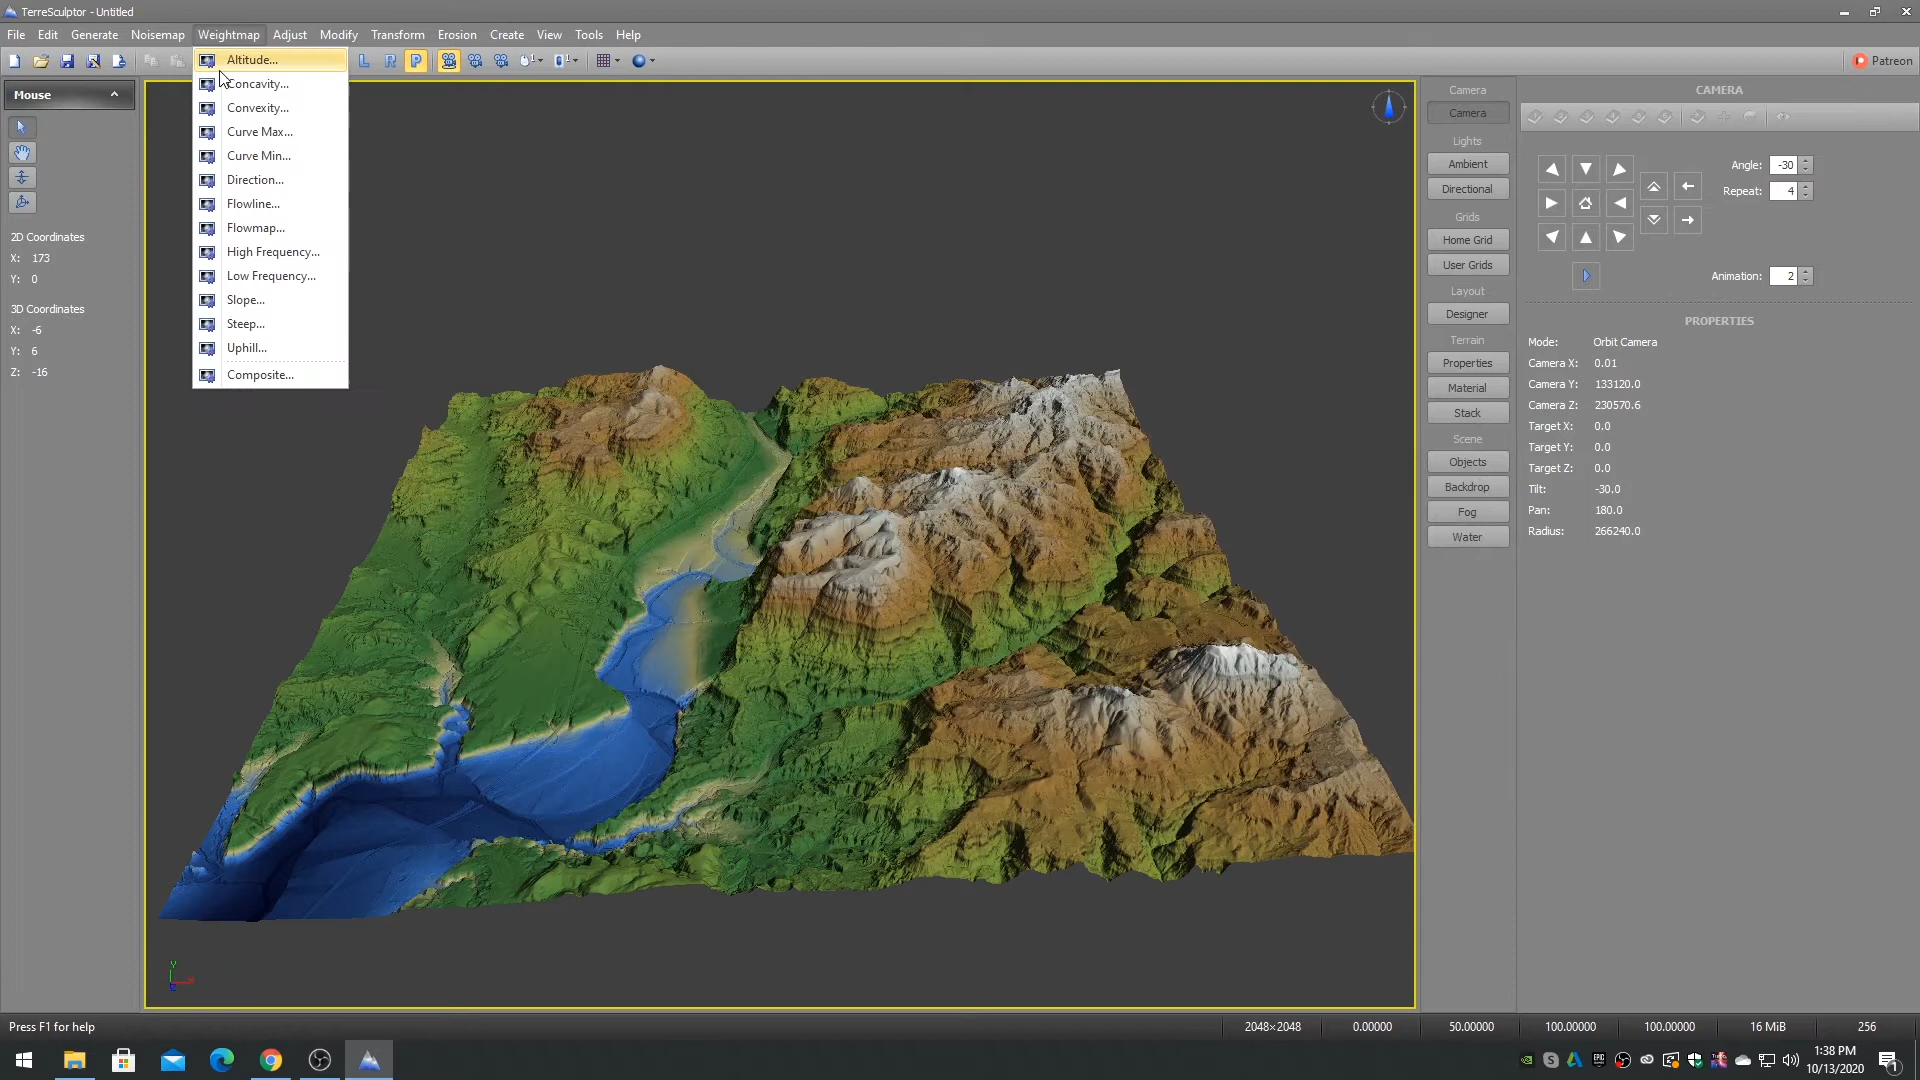 TerreSculptor - Untitled
File Edit Generate Noisemap Weightmap Adjust Modify Transform Erosion Create View Tools Help
L R P
Patreon
Mouse
2D Coordinates
X: 173
Y: 0
3D Coordinates
X: -6
Y: 6
Z: -16
Altitude...
Concavity...
Convexity...
Curve Max...
Curve Min...
Direction...
Flowline...
Flowmap...
High Frequency...
Low Frequency...
Slope...
Steep...
Uphill...
Composite...
Camera
Camera
Lights
Ambient
Directional
Grids
Home Grid
User Grids
Layout
Designer
Terrain
Properties
Material
Stack
Scene
Objects
Backdrop
Fog
Water
CAMERA
Angle: -30
Repeat: 4
Animation: 2
PROPERTIES
Mode: Orbit Camera
Camera X: 0.01
Camera Y: 133120.0
Camera Z: 230570.6
Target X: 0.0
Target Y: 0.0
Target Z: 0.0
Tilt: -30.0
Pan: 180.0
Radius: 266240.0
Y
Press F1 for help
2048×2048 0.00000 50.00000 100.00000 100.00000 16 MiB 256
1:38 PM
10/13/2020
1